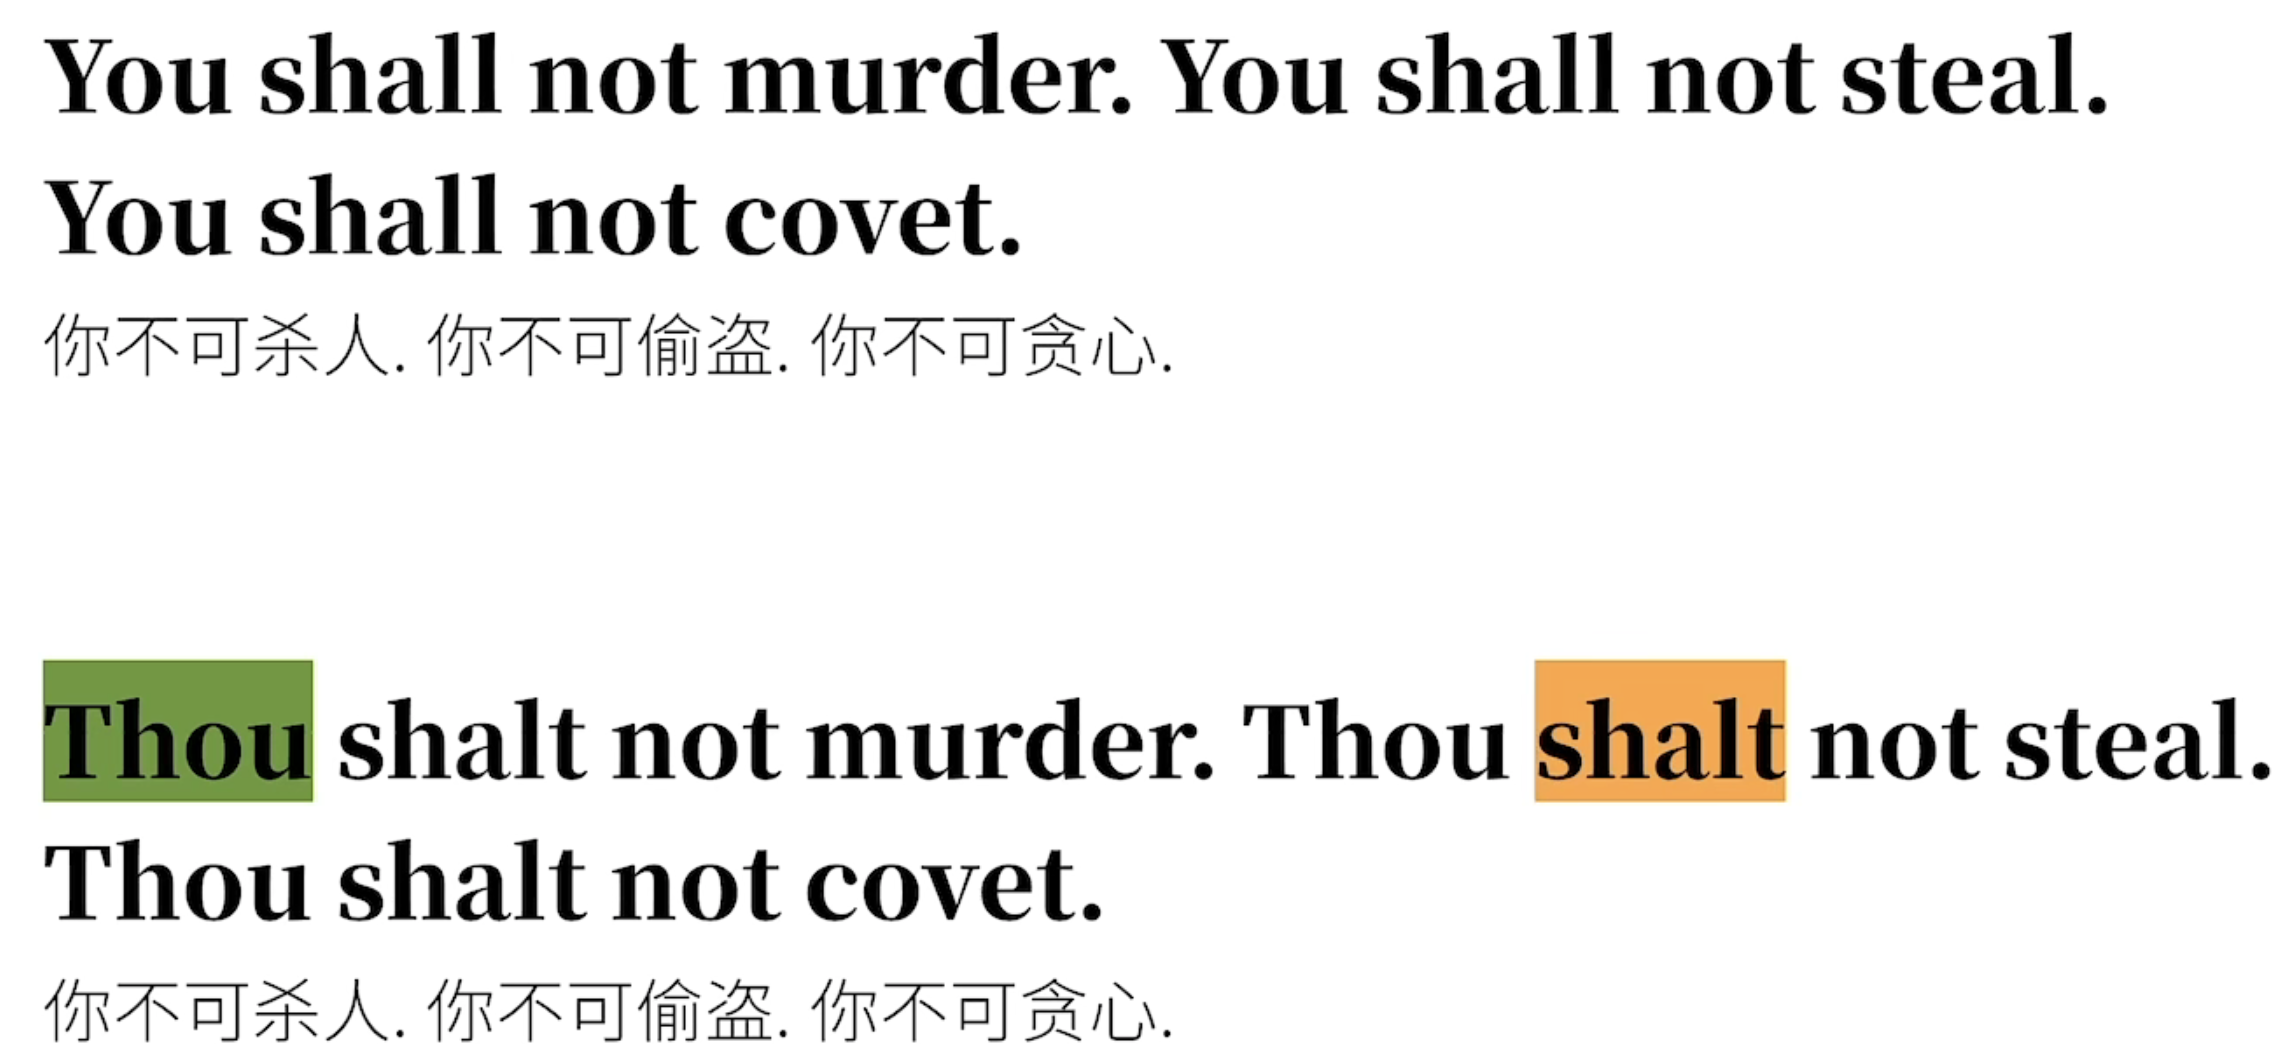 You shall not murder. You shall not steal.
You shall not covet.
你不可杀人. 你不可偷盗. 你不可贪心.
Thou shalt not murder. Thou shalt not steal.
Thou shalt not covet.
你不可杀人. 你不可偷盗. 你不可贪心.